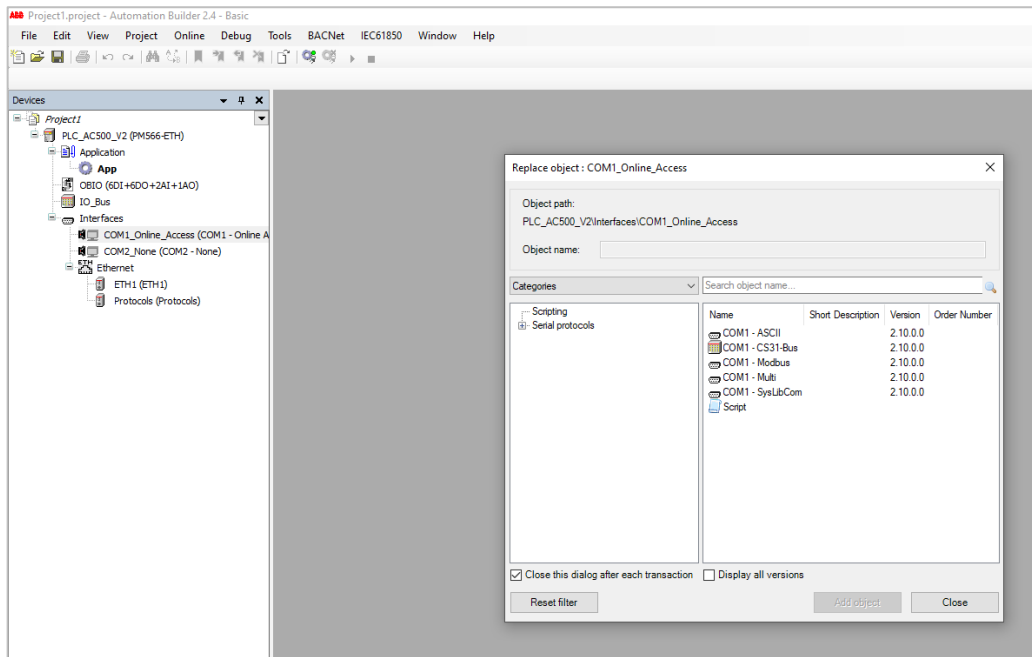 ABB Project1.project - Automation Builder 2.4 - Basic
File Edit View Project Online Debug Tools BACNet IEC61850 Window Help
Devices
Project1
PLC_AC500_V2 (PM566-ETH)
Application
App
OBIO (6DI+6DO+2AI+1AO)
IO_Bus
Interfaces
COM1_Online_Access (COM1 - Online A
COM2_None (COM2 - None)
ETH Ethernet
ETH1 (ETH1)
Protocols (Protocols)
Replace object : COM1_Online_Access
Object path:
PLC_AC500_V2\Interfaces\COM1_Online_Access
Object name:
Categories
Search object name...
Scripting
Serial protocols
Name Short Description Version Order Number
COM1 - ASCII 2.10.0.0
COM1 - CS31-Bus 2.10.0.0
COM1 - Modbus 2.10.0.0
COM1 - Multi 2.10.0.0
COM1 - SysLibCom 2.10.0.0
Script
Close this dialog after each transaction Display all versions
Reset filter Add object Close